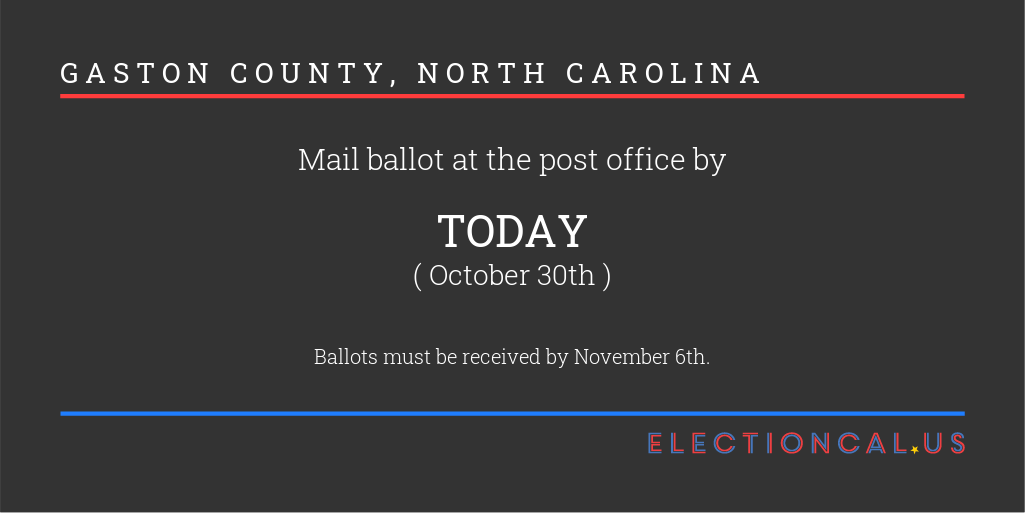 GASTON COUNTY, NORTH CAROLINA
Mail ballot at the post office by
TODAY
( October 30th )
Ballots must be received by November 6th.
ELECTIONCAL.US